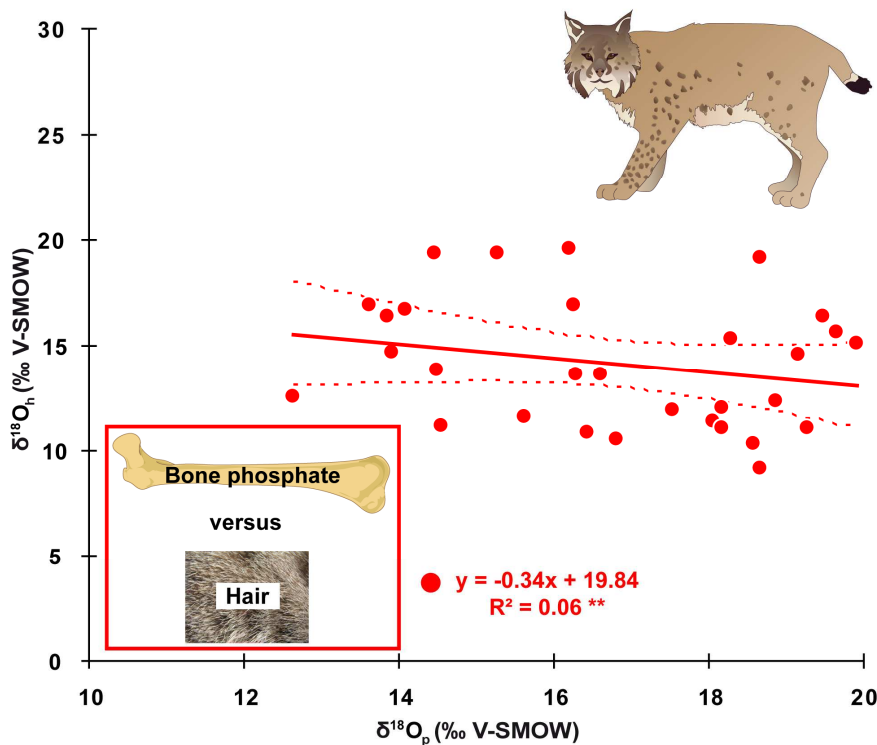 30
25
20
15
10
5
0
δ¹⁸Oₕ (‰ V-SMOW)
Bone phosphate
versus
Hair
y = -0.34x + 19.84
R² = 0.06 **
10 12 14 16 18 20
δ¹⁸Oₚ (‰ V-SMOW)